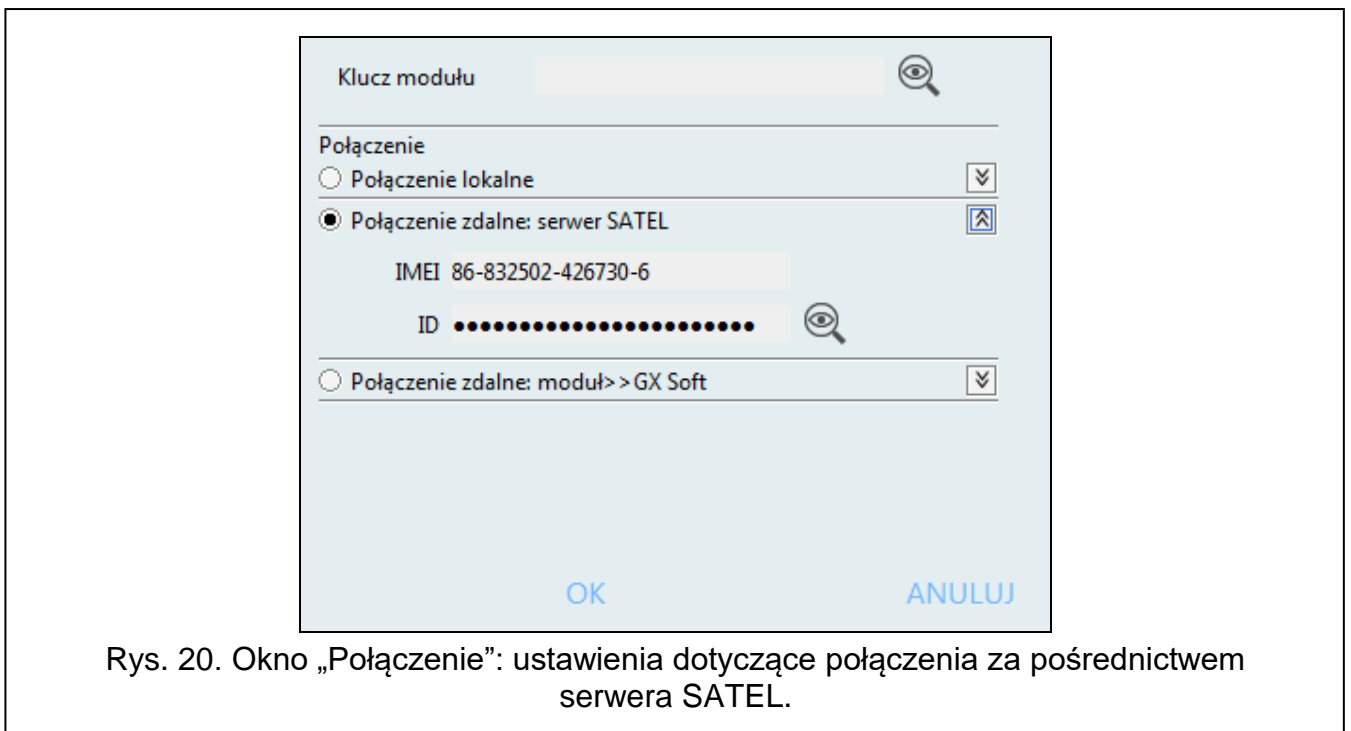 Klucz modułu
Połączenie
Połączenie lokalne
Połączenie zdalne: serwer SATEL
IMEI 86-832502-426730-6
ID ●●●●●●●●●●●●●●●●●●●●●●●
Połączenie zdalne: moduł>>GX Soft
OK ANULUJ
Rys. 20. Okno „Połączenie”: ustawienia dotyczące połączenia za pośrednictwem
serwera SATEL.